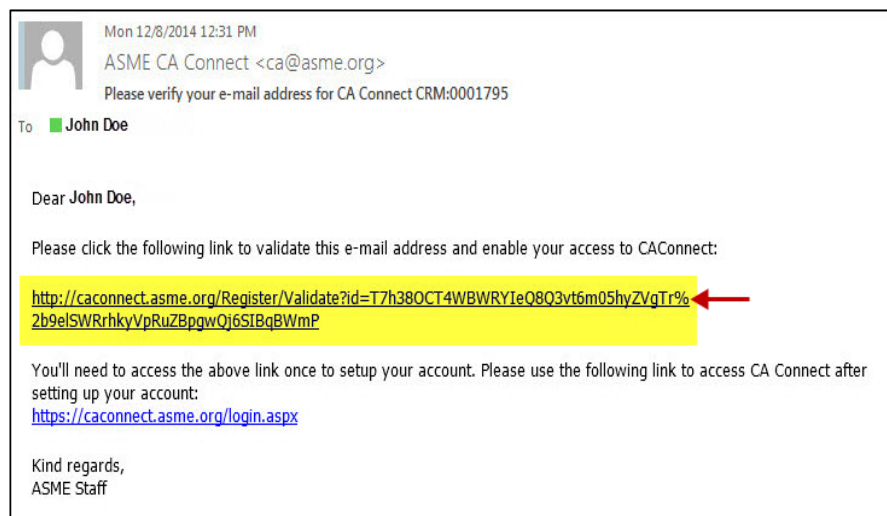 Mon 12/8/2014 12:31 PM
ASME CA Connect <ca@asme.org>
Please verify your e-mail address for CA Connect CRM:0001795
To John Doe
Dear John Doe,
Please click the following link to validate this e-mail address and enable your access to CAConnect:
http://caconnect.asme.org/Register/Validate?id=T7h38OCT4WBWRYIeQ8Q3vt6m05hyZVgTr%
2b9elSWRrhkyVpRuZBpgwQj6SIBqBWmP
You'll need to access the above link once to setup your account. Please use the following link to access CA Connect after
setting up your account:
https://caconnect.asme.org/login.aspx
Kind regards,
ASME Staff